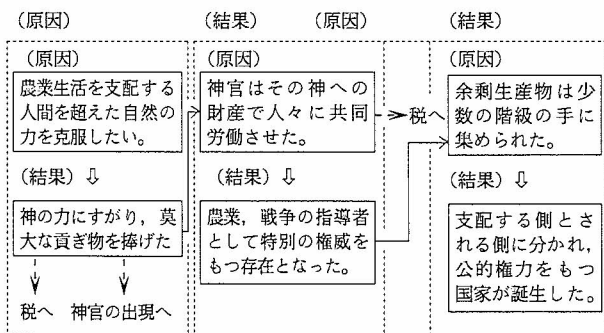 （原因）
（結果）
（原因）
（結果）
（原因）
農業生活を支配する
人間を超えた自然の
力を克服したい。
（結果）⇩
神の力にすがり，莫
大な貢ぎ物を捧げた
税へ
神官の出現へ
（原因）
神官はその神への
財産で人々に共同
労働させた。
税へ
（結果）⇩
農業，戦争の指導者
として特別の権威を
もつ存在となった。
（原因）
余剰生産物は少
数の階級の手に
集められた。
（結果）⇩
支配する側とさ
れる側に分かれ，
公的権力をもつ
国家が誕生した。